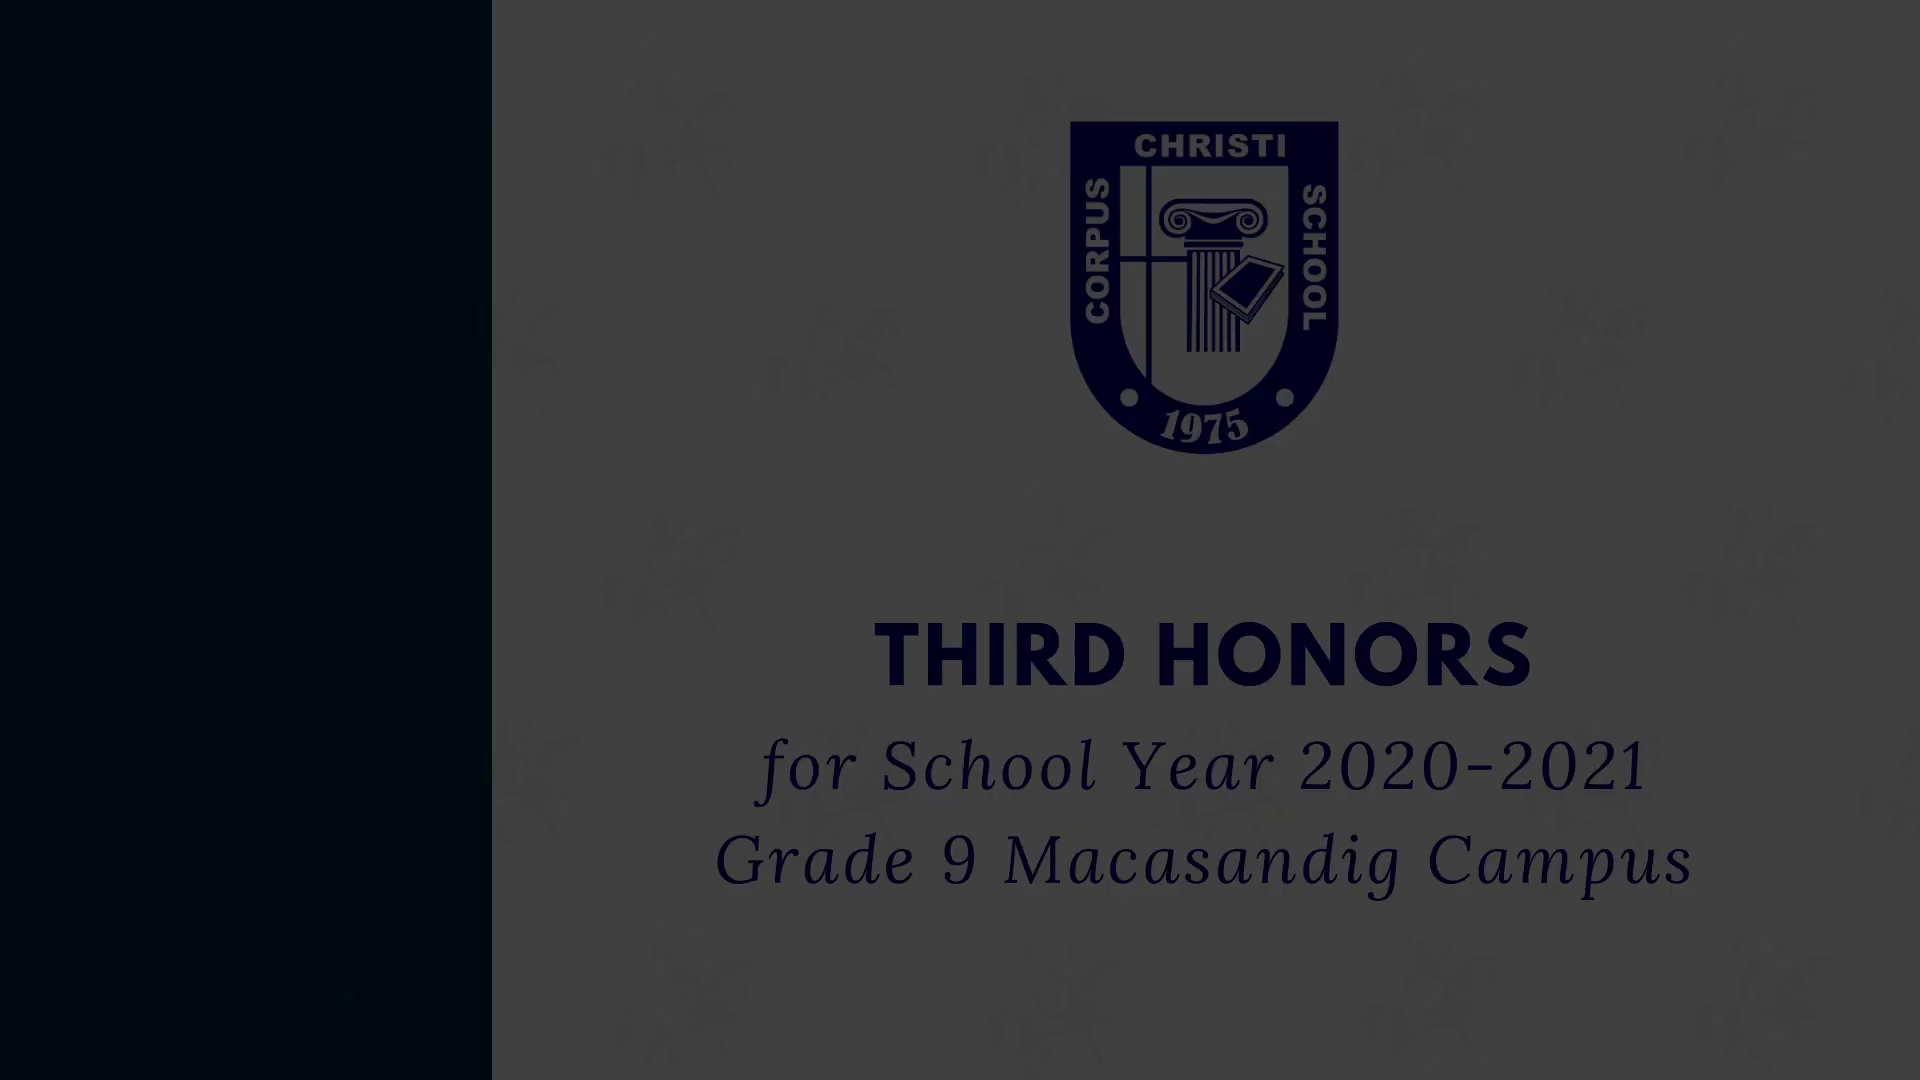 CHRISTI
CORPUS
SCHOOL
1975
THIRD HONORS
for School Year 2020-2021
Grade 9 Macasandig Campus